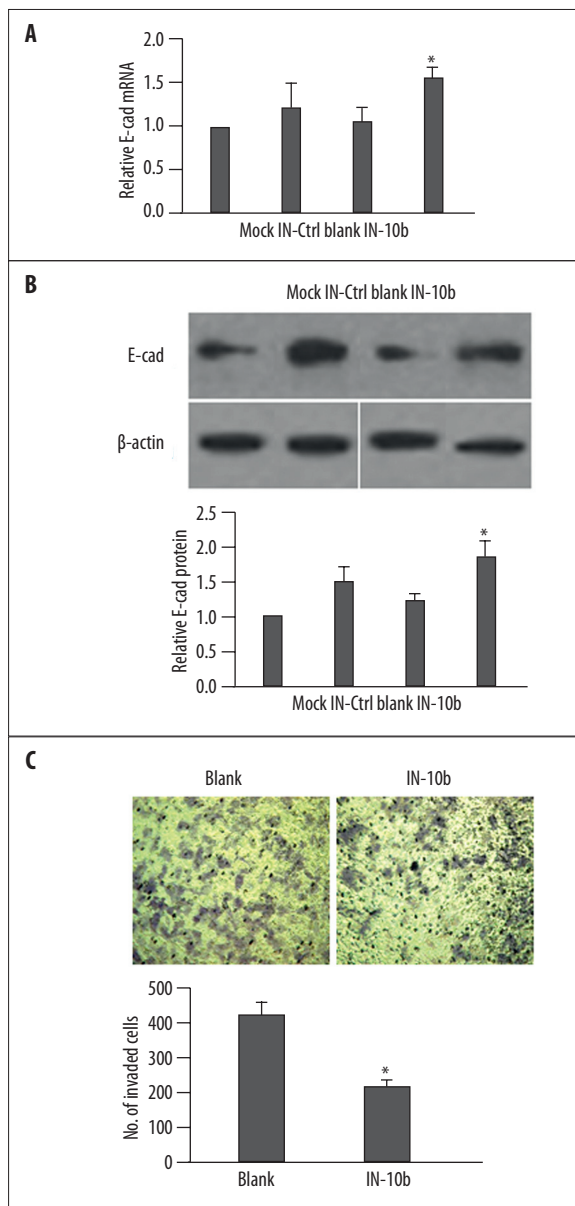 A
Relative E-cad mRNA
2.0
1.5
1.0
0.5
0.0
*
Mock IN-Ctrl blank IN-10b
B
Mock IN-Ctrl blank IN-10b
E-cad
β-actin
Relative E-cad protein
2.5
2.0
1.5
1.0
0.5
0.0
*
Mock IN-Ctrl blank IN-10b
C
Blank IN-10b
No. of invaded cells
500
400
300
200
100
0
*
Blank IN-10b